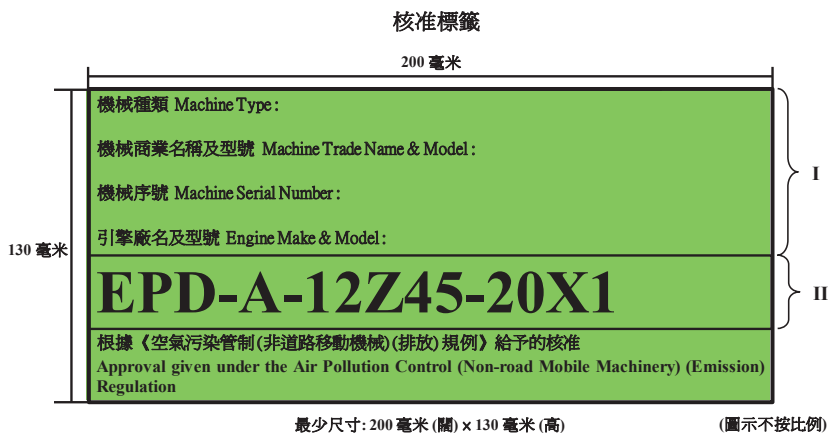 核准標籤
200 毫米
機械種類 Machine Type :
機械商業名稱及型號 Machine Trade Name & Model :
機械序號 Machine Serial Number :
引擎廠名及型號 Engine Make & Model :
I
130 毫米
EPD-A-12Z45-20X1
II
根據《空氣污染管制(非道路移動機械)(排放)規例》給予的核准
Approval given under the Air Pollution Control (Non-road Mobile Machinery) (Emission)
Regulation
最少尺寸: 200 毫米 (闊) x 130 毫米 (高)
(圖示不按比例)